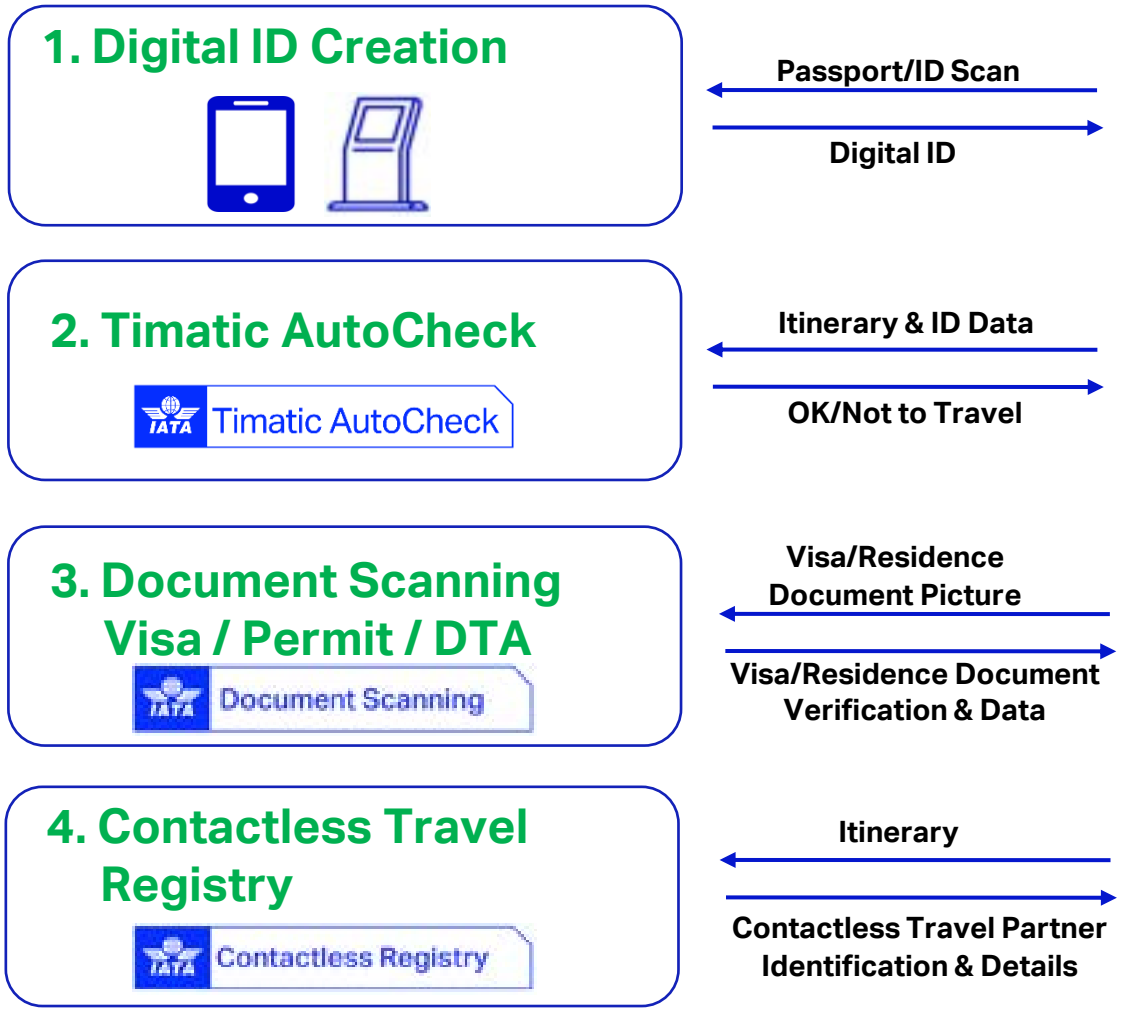 1. Digital ID Creation
Passport/ID Scan
Digital ID
2. Timatic AutoCheck
IATA
Timatic AutoCheck
Itinerary & ID Data
OK/Not to Travel
3. Document Scanning
Visa / Permit / DTA
IATA
Document Scanning
Visa/Residence
Document Picture
Visa/Residence Document
Verification & Data
4. Contactless Travel
Registry
IATA
Contactless Registry
Itinerary
Contactless Travel Partner
Identification & Details